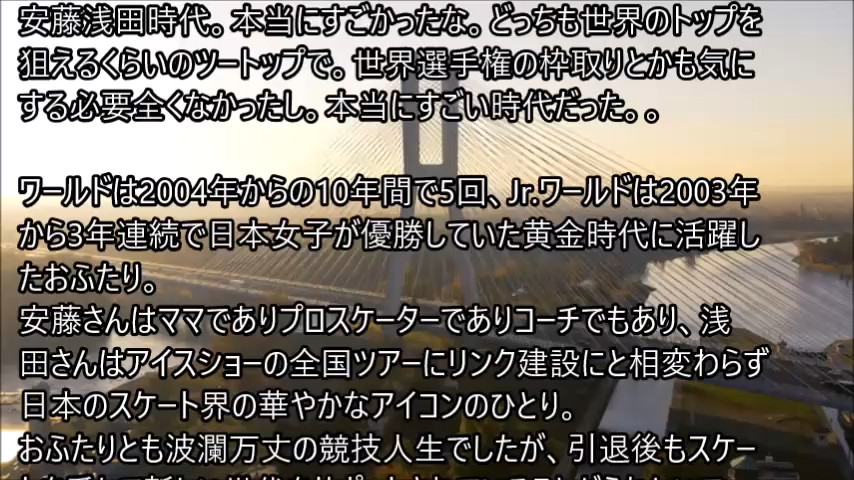 安藤浅田時代。本当にすごかったな。どっちも世界のトップを
狙えるくらいのツートップで。世界選手権の枠取りとかも気に
する必要全くなかったし。本当にすごい時代だった。。
ワールドは2004年からの10年間で5回、Jr.ワールドは2003年
から3年連続で日本女子が優勝していた黄金時代に活躍し
たおふたり。
安藤さんはママでありプロスケーターでありコーチでもあり、浅
田さんはアイスショーの全国ツアーにリンク建設にと相変わらず
日本のスケート界の華やかなアイコンのひとり。
おふたりとも波瀾万丈の競技人生でしたが、引退後もスケー